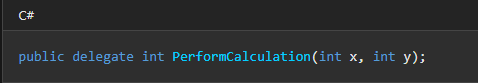 C#
public delegate int PerformCalculation(int x, int y);